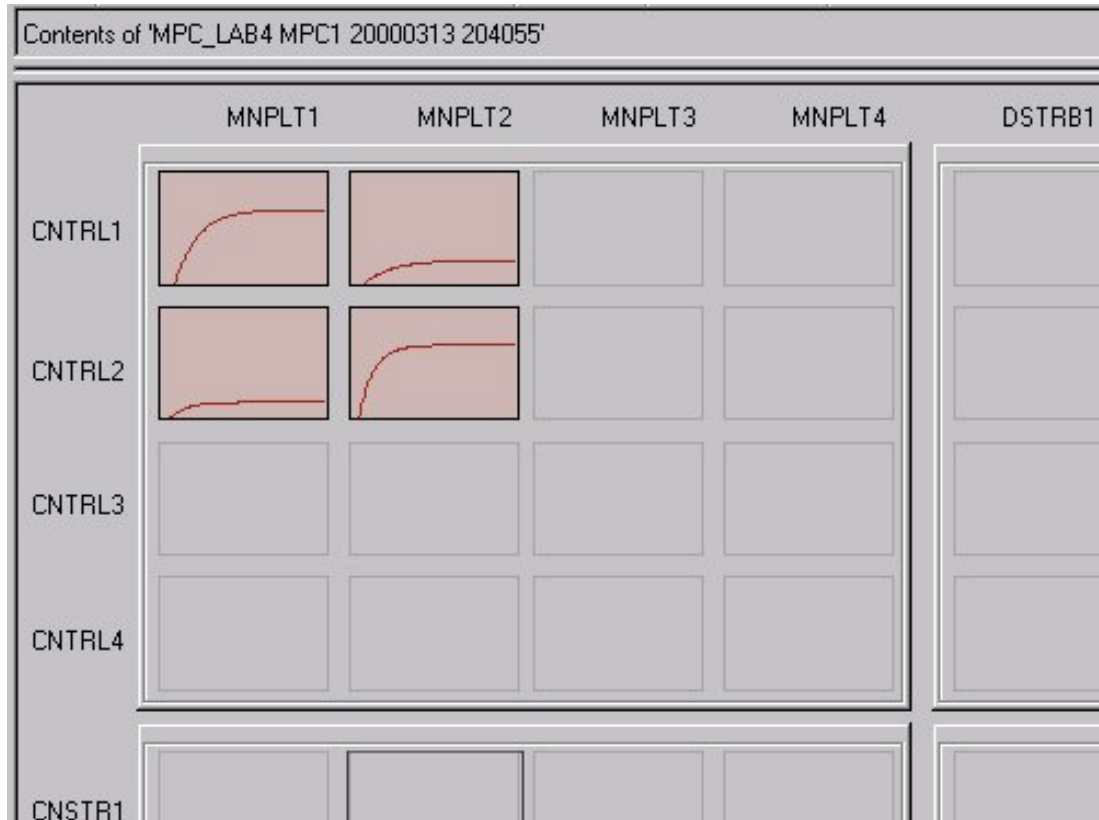 Contents of 'MPC_LAB4 MPC1 20000313 204055'
MNPLT1 MNPLT2 MNPLT3 MNPLT4 DSTRB1
CNTRL1
CNTRL2
CNTRL3
CNTRL4
CNSTR1